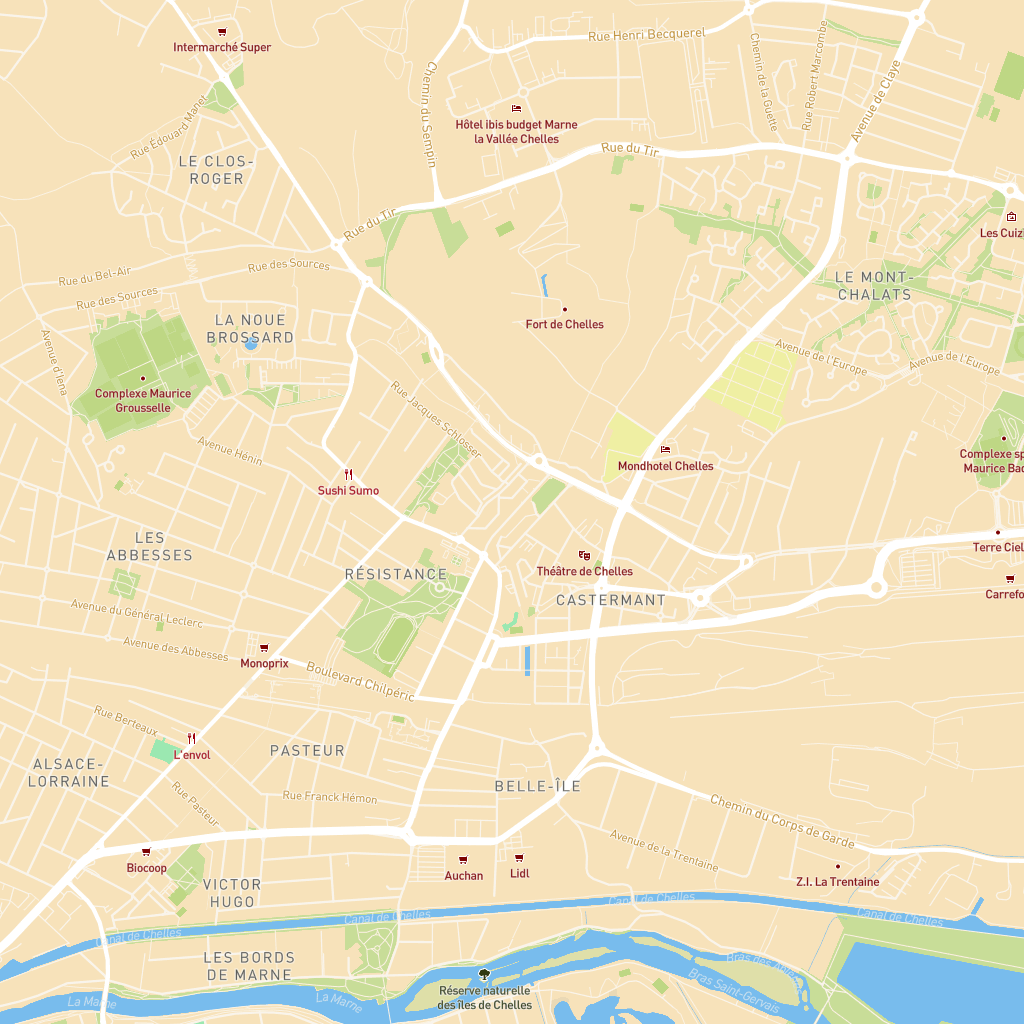 Intermarché Super
Rue Henri Becquerel
Chemin de la Guette
Rue Robert Marcombe
Avenue de Claye
Chemin du Sempin
Hôtel ibis budget Marne
la Vallée Chelles
Rue Édouard Manet
LE CLOS-
ROGER
Rue du Tir
Rue du Tir
Rue du Bel-Air
Rue des Sources
Rue des Sources
LE MONT-
CHALATS
LA NOUE
BROSSARD
Fort de Chelles
Avenue d'Iena
Avenue de l'Europe
Avenue de l'Europe
Complexe Maurice
Grousselle
Rue Jacques Schlosser
Avenue Hénin
Mondhotel Chelles
Complexe sp
Sushi Sumo
LES
ABBESSES
Terre Ciel
Théâtre de Chelles
RÉSISTANCE
CASTERMANT
Carrefo
Les Cuizi
Maurice Bac
Avenue du Général Leclerc
Avenue des Abbesses
Monoprix
Boulevard Chilpéric
Rue Berteaux
L'envol
PASTEUR
ALSACE-
LORRAINE
BELLE-ÎLE
Rue Pasteur
Rue Franck Hémon
Chemin du Corps de Garde
Avenue de la Trentaine
Biocoop
Auchan
Lidl
Z.I. La Trentaine
VICTOR
HUGO
Canal de Chelles
Canal de Chelles
Canal de Chelles
Canal de Chelles
LES BORDS
DE MARNE
Bras Saint-Gervais
Réserve naturelle
des îles de Chelles
La Marne
La Marne